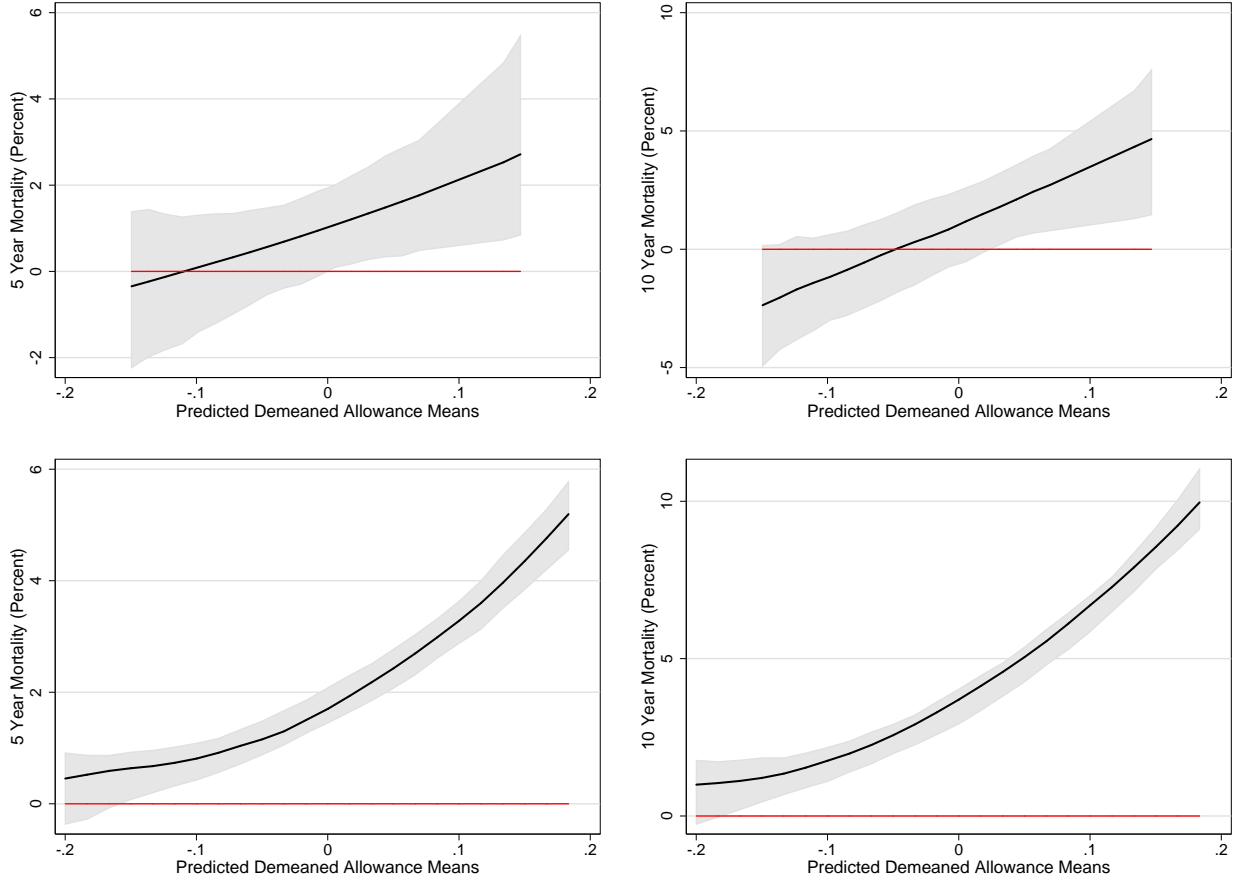 5 Year Mortality (Percent)
6
4
2
0
-2
-.2 -.1 0 .1 .2
Predicted Demeaned Allowance Means
10 Year Mortality (Percent)
10
5
0
-5
-.2 -.1 0 .1 .2
Predicted Demeaned Allowance Means
5 Year Mortality (Percent)
6
4
2
0
-.2 -.1 0 .1 .2
Predicted Demeaned Allowance Means
10 Year Mortality (Percent)
10
5
0
-.2 -.1 0 .1 .2
Predicted Demeaned Allowance Means